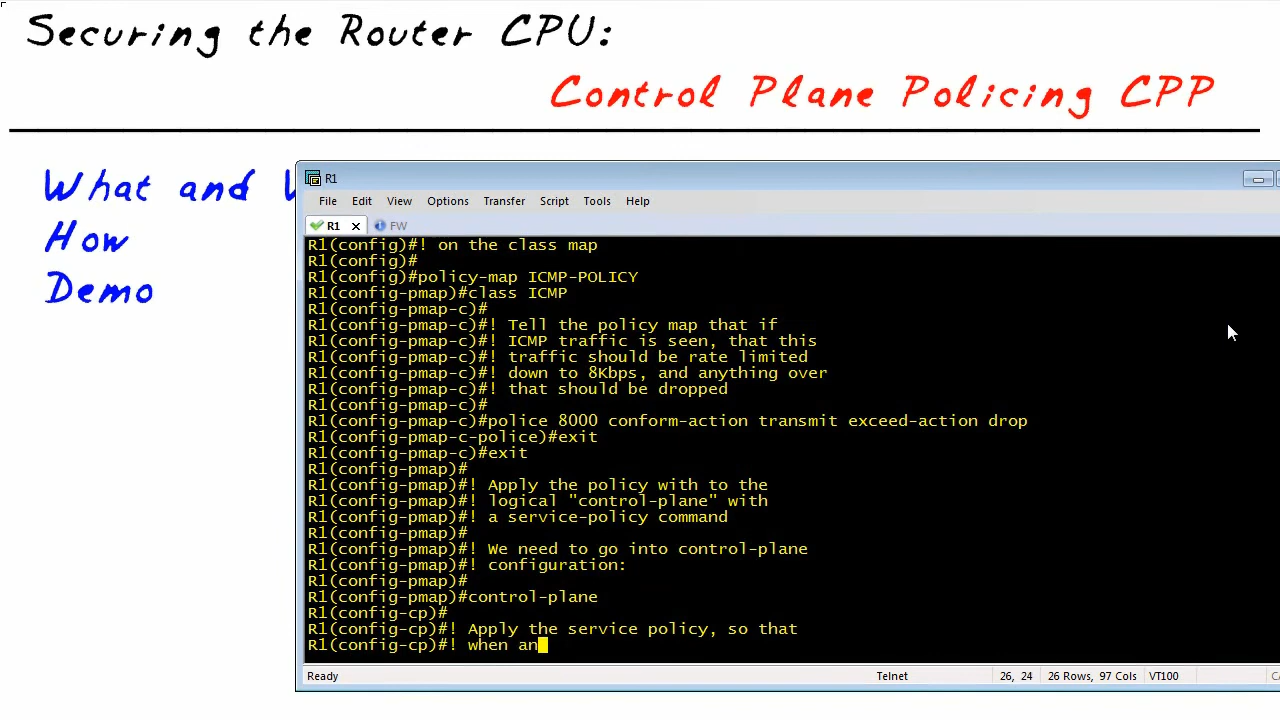 Securing the Router CPU:
Control Plane Policing CPP
What and
How
Demo
R1
File Edit View Options Transfer Script Tools Help
R1 FW
R1(config)#! on the class map
R1(config)#
R1(config)#policy-map ICMP-POLICY
R1(config-pmap)#class ICMP
R1(config-pmap-c)#
R1(config-pmap-c)#! Tell the policy map that if
R1(config-pmap-c)#! ICMP traffic is seen, that this
R1(config-pmap-c)#! traffic should be rate limited
R1(config-pmap-c)#! down to 8Kbps, and anything over
R1(config-pmap-c)#! that should be dropped
R1(config-pmap-c)#
R1(config-pmap-c)#police 8000 conform-action transmit exceed-action drop
R1(config-pmap-c-police)#exit
R1(config-pmap-c)#exit
R1(config-pmap)#
R1(config-pmap)#! Apply the policy with to the
R1(config-pmap)#! logical "control-plane" with
R1(config-pmap)#! a service-policy command
R1(config-pmap)#
R1(config-pmap)#! We need to go into control-plane
R1(config-pmap)#! configuration:
R1(config-pmap)#
R1(config-pmap)#control-plane
R1(config-cp)#
R1(config-cp)#! Apply the service policy, so that
R1(config-cp)#! when an
Ready Telnet 26, 24 26 Rows, 97 Cols VT100